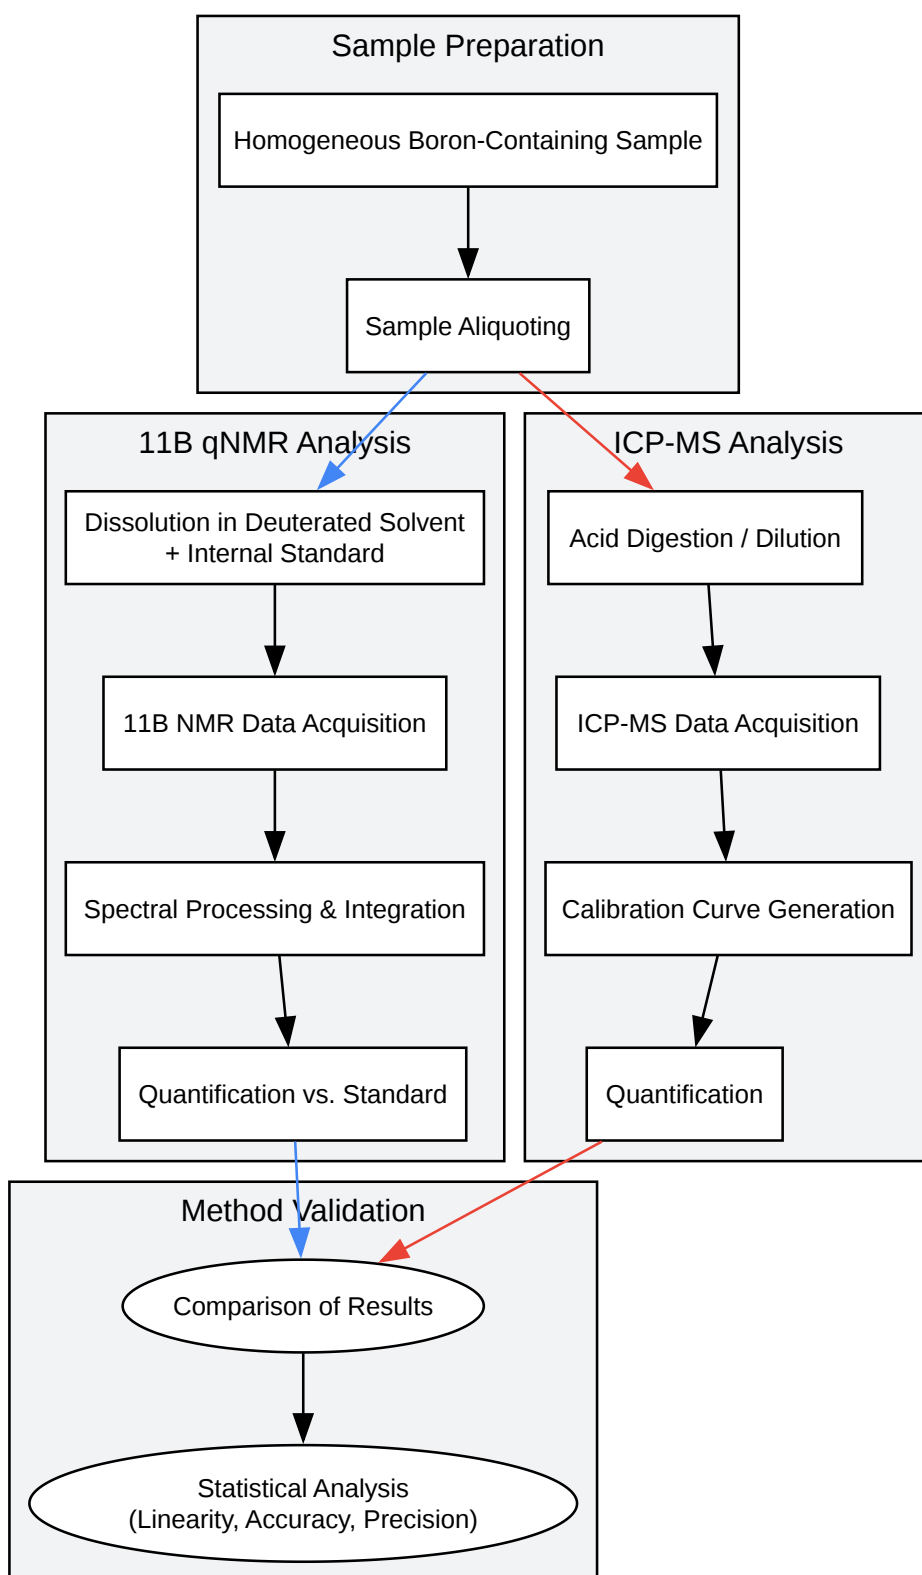 Sample Preparation
Homogeneous Boron-Containing Sample
Sample Aliquoting
11B qNMR Analysis
Dissolution in Deuterated Solvent
+ Internal Standard
11B NMR Data Acquisition
Spectral Processing & Integration
Quantification vs. Standard
ICP-MS Analysis
Acid Digestion / Dilution
ICP-MS Data Acquisition
Calibration Curve Generation
Quantification
Method Validation
Comparison of Results
Statistical Analysis
(Linearity, Accuracy, Precision)